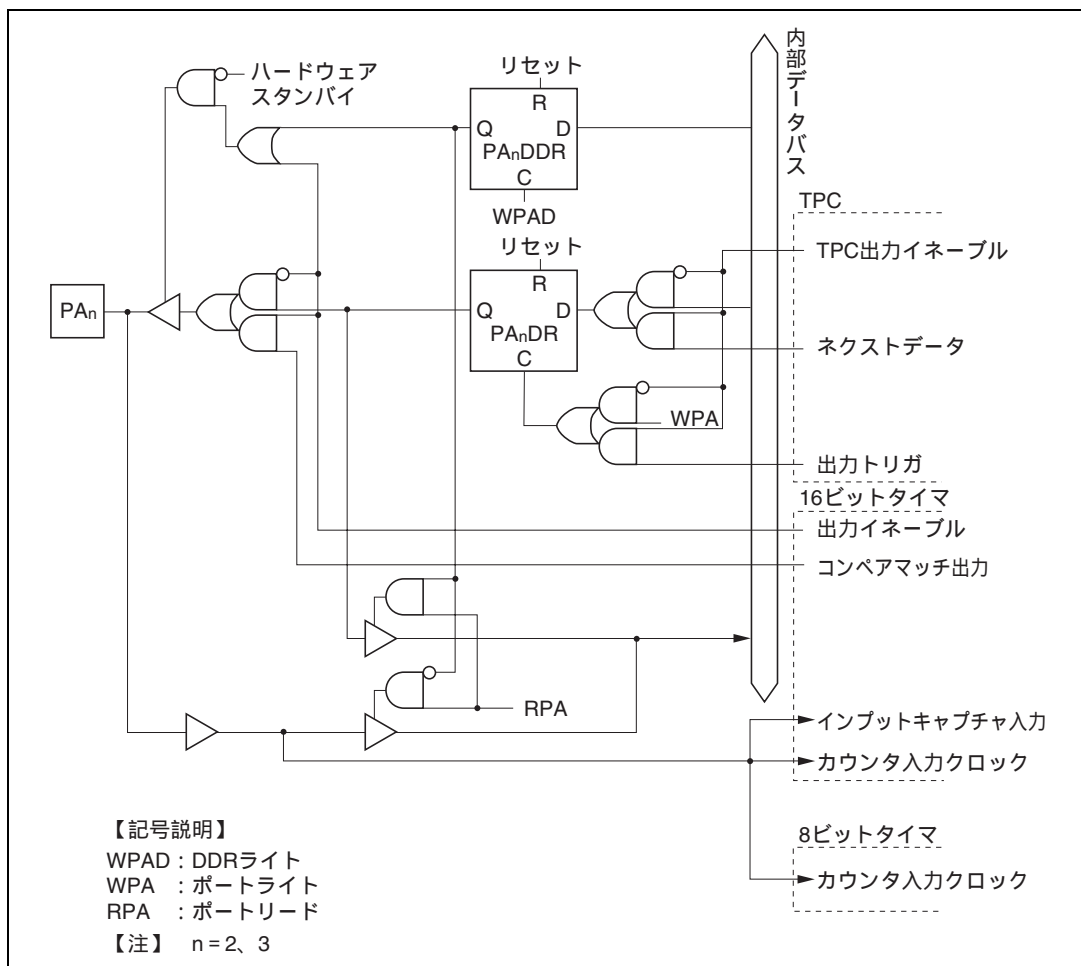 ハードウェア
スタンバイ
リセット
R
Q
D
PAnDDR
C
WPAD
内部データバス
TPC
TPC出力イネーブル
リセット
R
Q
D
PAnDR
C
PAn
ネクストデータ
WPA
出力トリガ
16ビットタイマ
出力イネーブル
コンペアマッチ出力
RPA
インプットキャプチャ入力
カウンタ入力クロック
8ビットタイマ
カウンタ入力クロック
【記号説明】
WPAD : DDRライト
WPA : ポートライト
RPA : ポートリード
【注】 n = 2、3